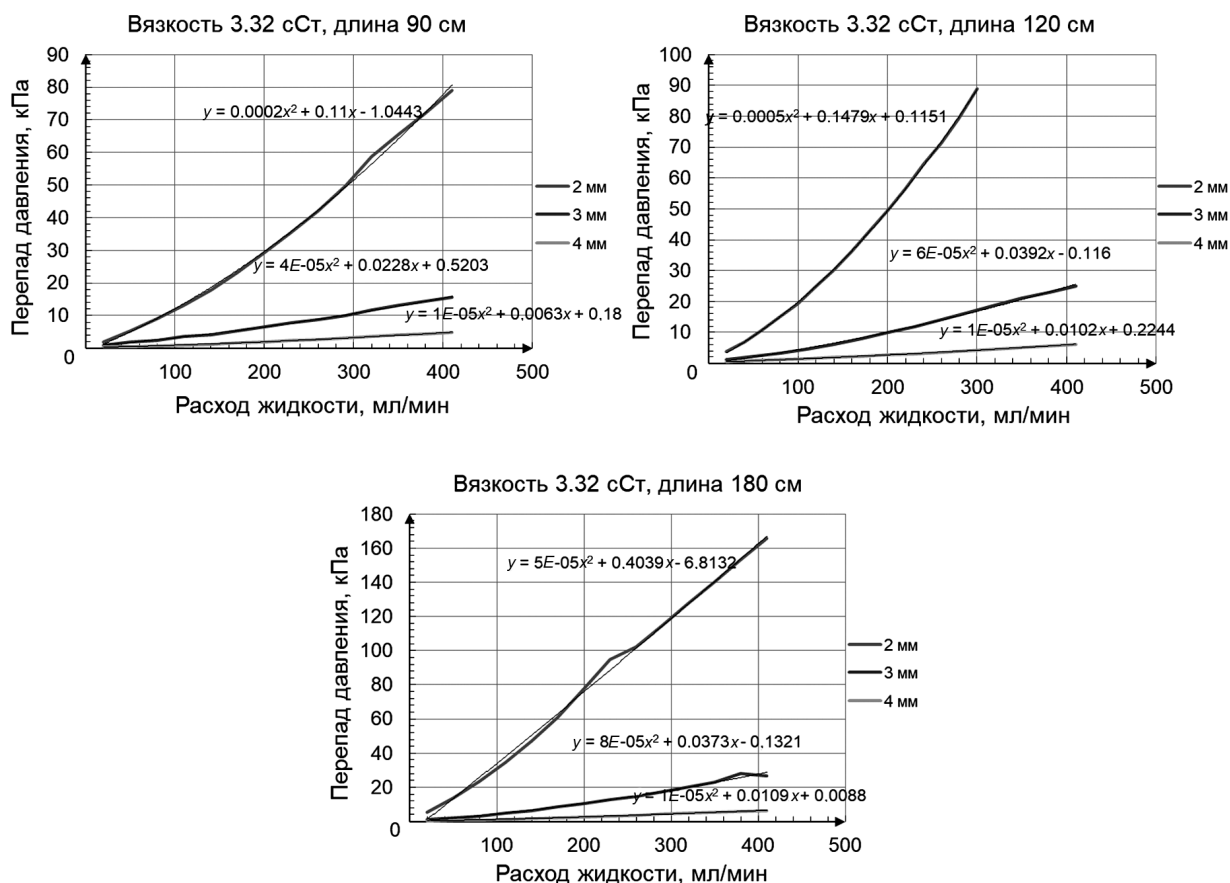 Вязкость 3.32 сСт, длина 90 см
Перепад давления, кПа
90
80
70
60
50
40
30
20
10
0
y = 0.0002x² + 0.11x - 1.0443
y = 4E-05x² + 0.0228x + 0.5203
y = 1E-05x² + 0.0063x + 0.18
100
200
300
400
500
Расход жидкости, мл/мин
2 мм
3 мм
4 мм
Вязкость 3.32 сСт, длина 120 см
Перепад давления, кПа
100
90
80
70
60
50
40
30
20
10
0
y = 0.0005x² + 0.1479x + 0.1151
y = 6E-05x² + 0.0392x - 0.116
y = 1E-05x² + 0.0102x + 0.2244
100
200
300
400
500
Расход жидкости, мл/мин
2 мм
3 мм
4 мм
Вязкость 3.32 сСт, длина 180 см
Перепад давления, кПа
180
160
140
120
100
80
60
40
20
0
y = 5E-05x² + 0.4039x - 6.8132
y = 8E-05x² + 0.0373x - 0.1321
y = 1E-05x² + 0.0109x + 0.0088
100
200
300
400
500
Расход жидкости, мл/мин
2 мм
3 мм
4 мм